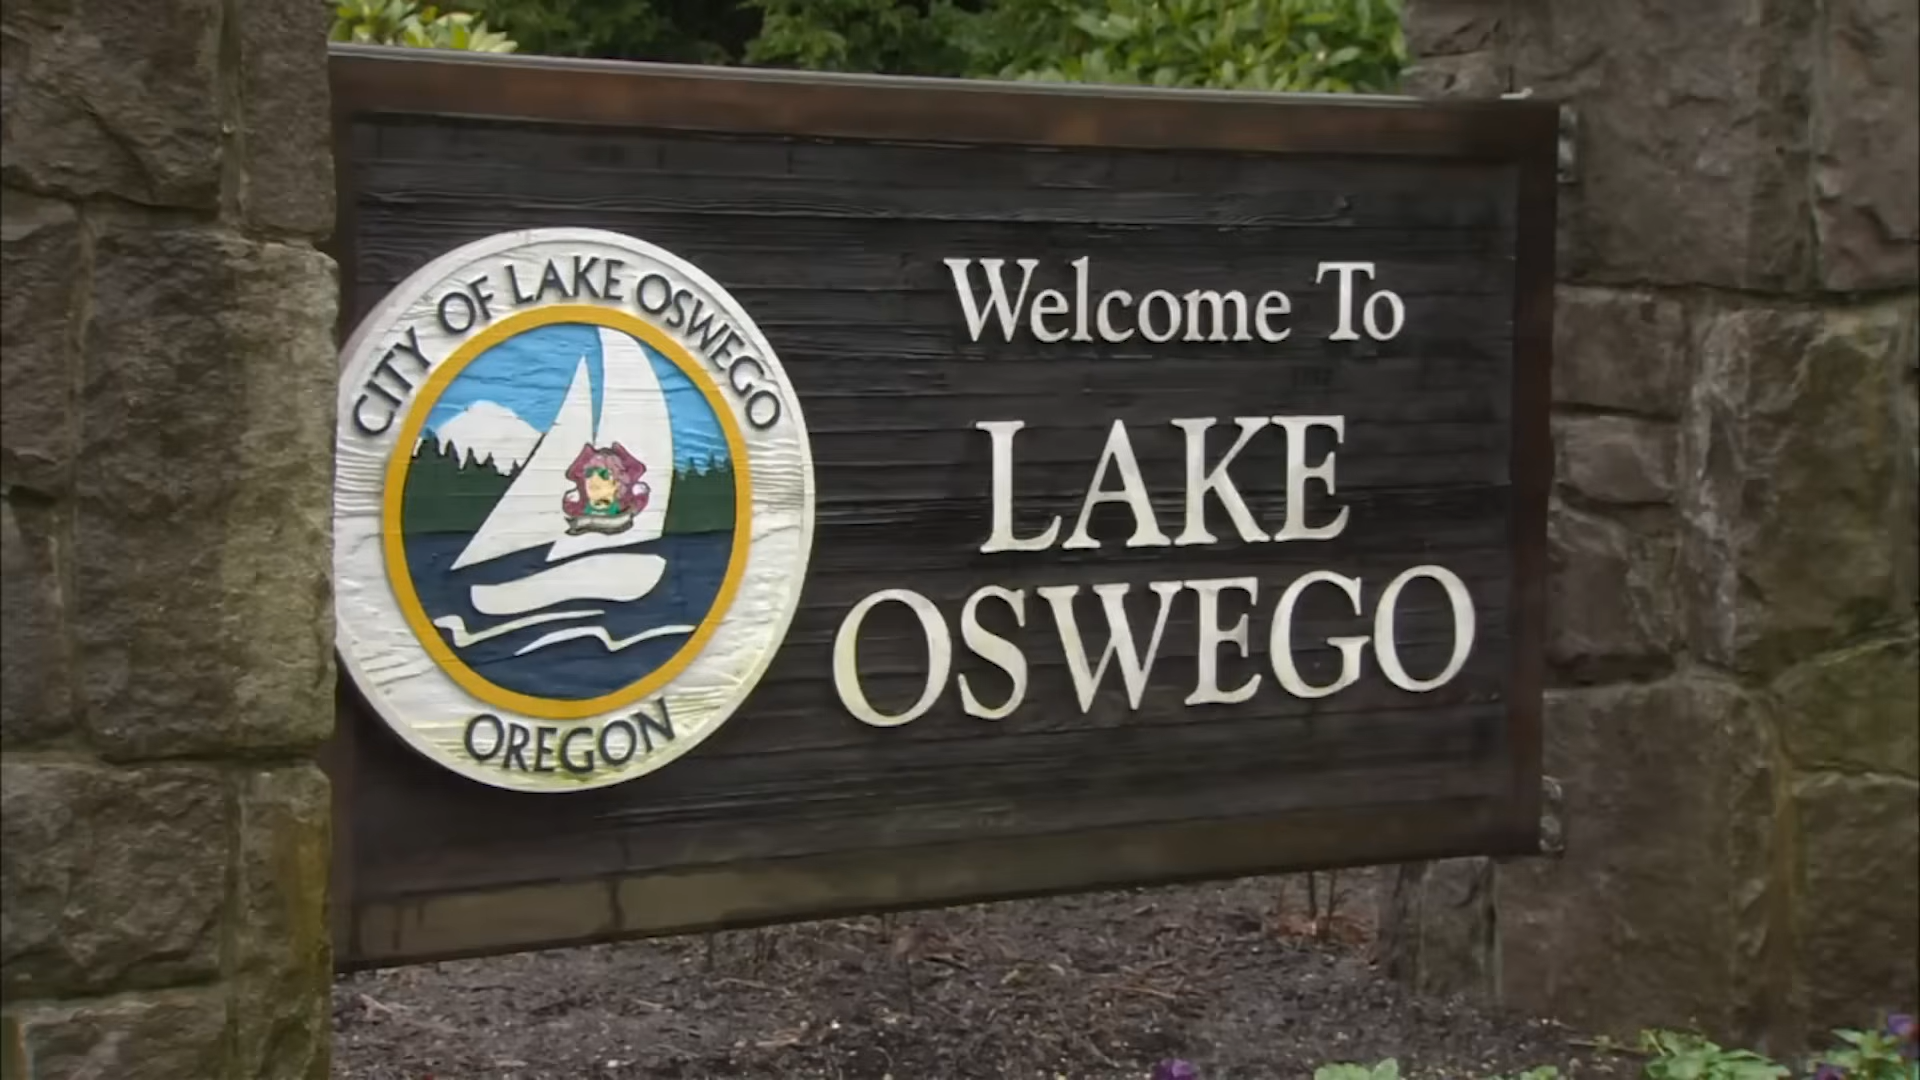 CITY OF LAKE OSWEGO
OREGON
Welcome To
LAKE
OSWEGO